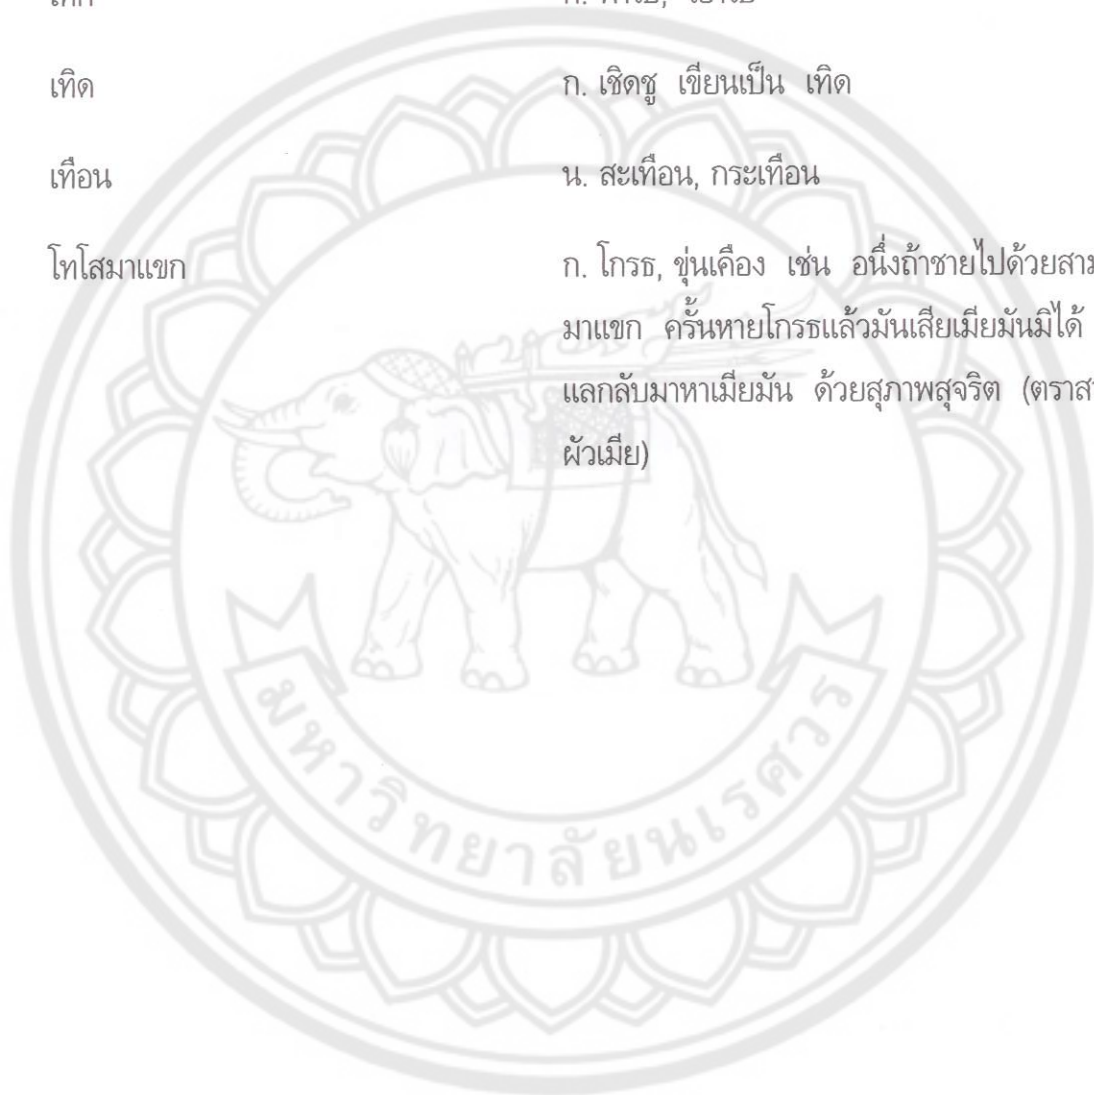 เทิด ก. เชิดชู เขียนเป็น เทิด
เทือน น. สะเทือน, กระเทือน
โทโสมาแขก ก. โกรธ, ขุ่นเคือง เช่น อนึ่งถ้าชายไปด้วยสาม
มาแขก ครั้นหายโกรธแล้วมันเสียเมียมันมิได้
แลกลับมาหาเมียมัน ด้วยสุภาพสุจริต (ตราสา
ผัวเมีย)
มหาวิทยาลัยนเรศวร